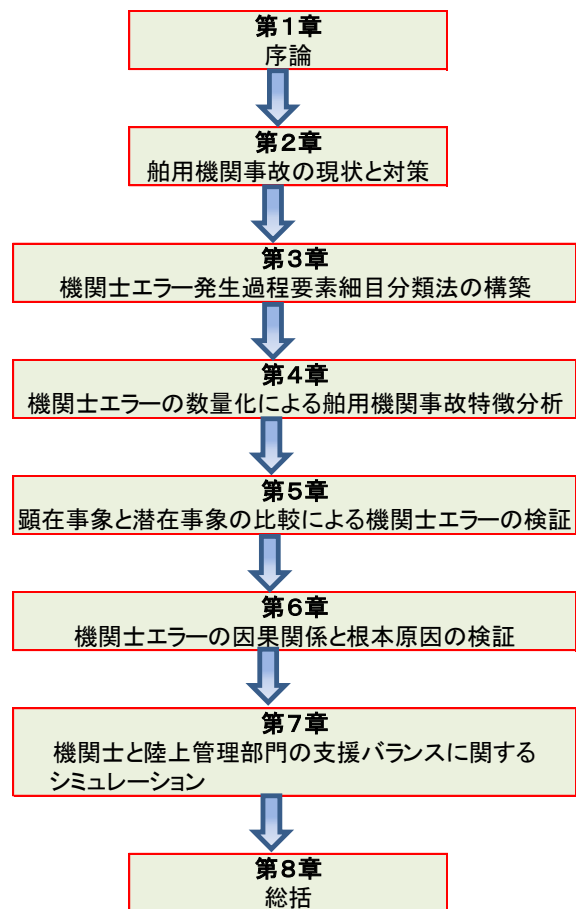 第1章
序論
第2章
舶用機関事故の現状と対策
第3章
機関士エラー発生過程要素細目分類法の構築
第4章
機関士エラーの数量化による舶用機関事故特徴分析
第5章
顕在事象と潜在事象の比較による機関士エラーの検証
第6章
機関士エラーの因果関係と根本原因の検証
第7章
機関士と陸上管理部門の支援バランスに関する
シミュレーション
第8章
総括